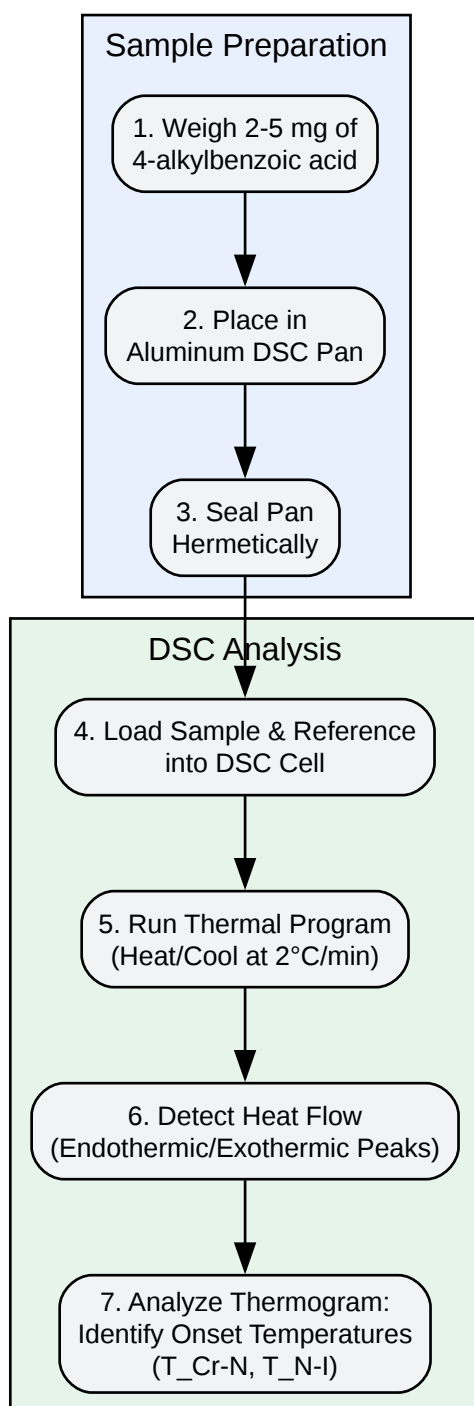 Sample Preparation
1. Weigh 2-5 mg of
4-alkylbenzoic acid
2. Place in
Aluminum DSC Pan
3. Seal Pan
Hermetically
DSC Analysis
4. Load Sample & Reference
into DSC Cell
5. Run Thermal Program
(Heat/Cool at 2°C/min)
6. Detect Heat Flow
(Endothermic/Exothermic Peaks)
7. Analyze Thermogram:
Identify Onset Temperatures
(T_Cr-N, T_N-I)